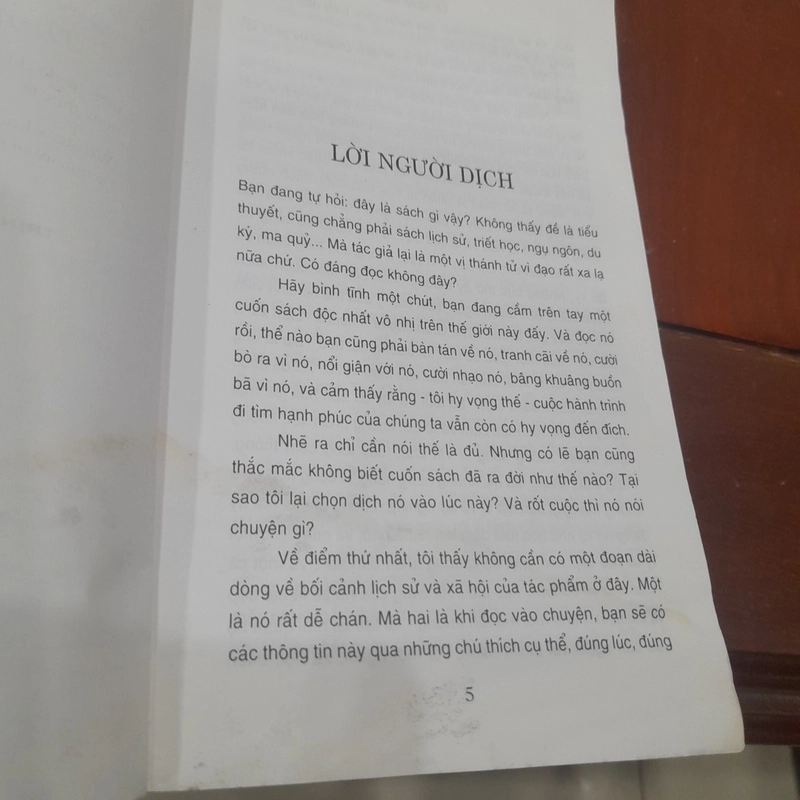 LỜI NGƯỜI DỊCH
Bạn đang tự hỏi: đây là sách gì vậy? Không thấy đề là tiểu
thuyết, cũng chẳng phải sách lịch sử, triết học, ngụ ngôn, du
ký, ma quỷ... Mà tác giả lại là một vị thánh tử vì đạo rất xa lạ
nữa chứ. Có đáng đọc không đây?
Hãy bình tĩnh một chút, bạn đang cầm trên tay một
cuốn sách độc nhất vô nhị trên thế giới này đấy. Và đọc nó
rồi, thể nào bạn cũng phải bàn tán về nó, tranh cãi về nó, cười
bò ra vì nó, nổi giận với nó, cười nhạo nó, bâng khuâng buồn
bã vì nó, và cảm thấy rằng - tôi hy vọng thế - cuộc hành trình
đi tìm hạnh phúc của chúng ta vẫn còn có hy vọng đến đích.
Nhẽ ra chỉ cần nói thế là đủ. Nhưng có lẽ bạn cũng
thắc mắc không biết cuốn sách đã ra đời như thế nào? Tại
sao tôi lại chọn dịch nó vào lúc này? Và rốt cuộc thì nó nói
chuyện gì?
Về điểm thứ nhất, tôi thấy không cần có một đoạn dài
dòng về bối cảnh lịch sử và xã hội của tác phẩm ở đây. Một
là nó rất dễ chán. Mà hai là khi đọc vào chuyện, bạn sẽ có
các thông tin này qua những chú thích cụ thể, đúng lúc, đúng
5